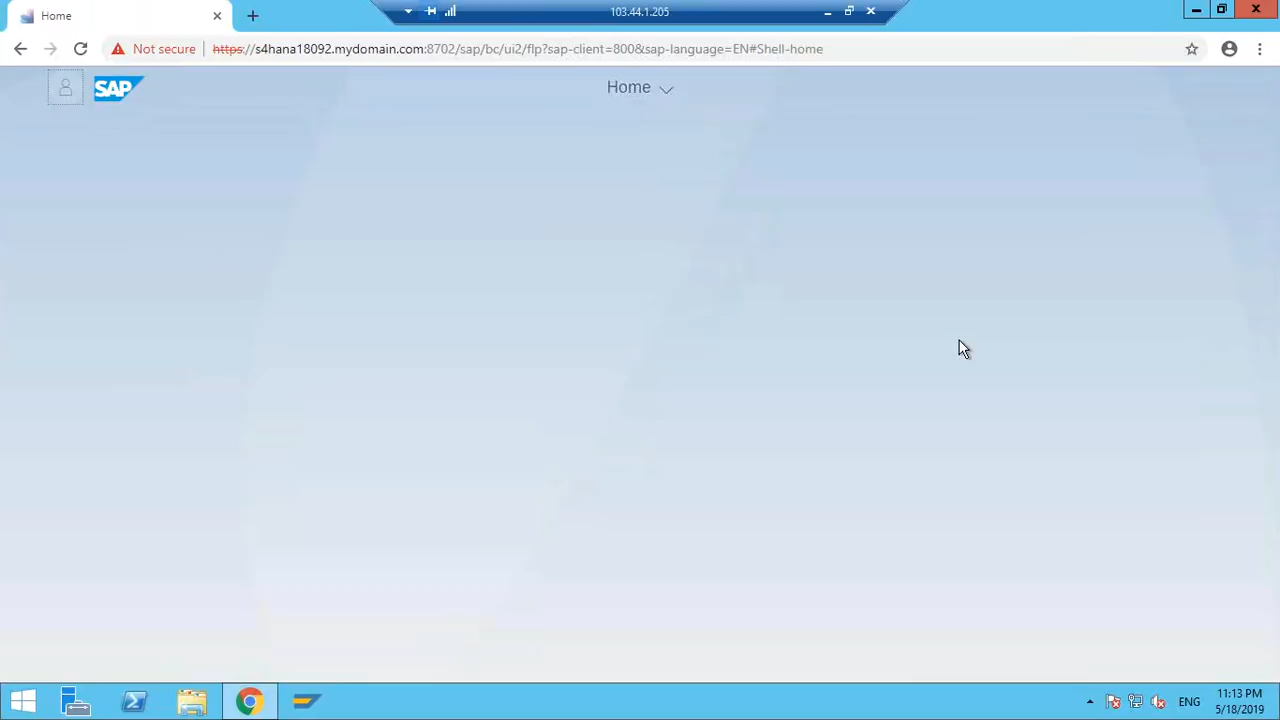 Home
103.44.1.205
Not secure
https://s4hana18092.mydomain.com:8702/sap/bc/ui2/flp?sap-client=800&sap-language=EN#Shell-home
SAP
Home
ENG
11:13 PM
5/18/2019